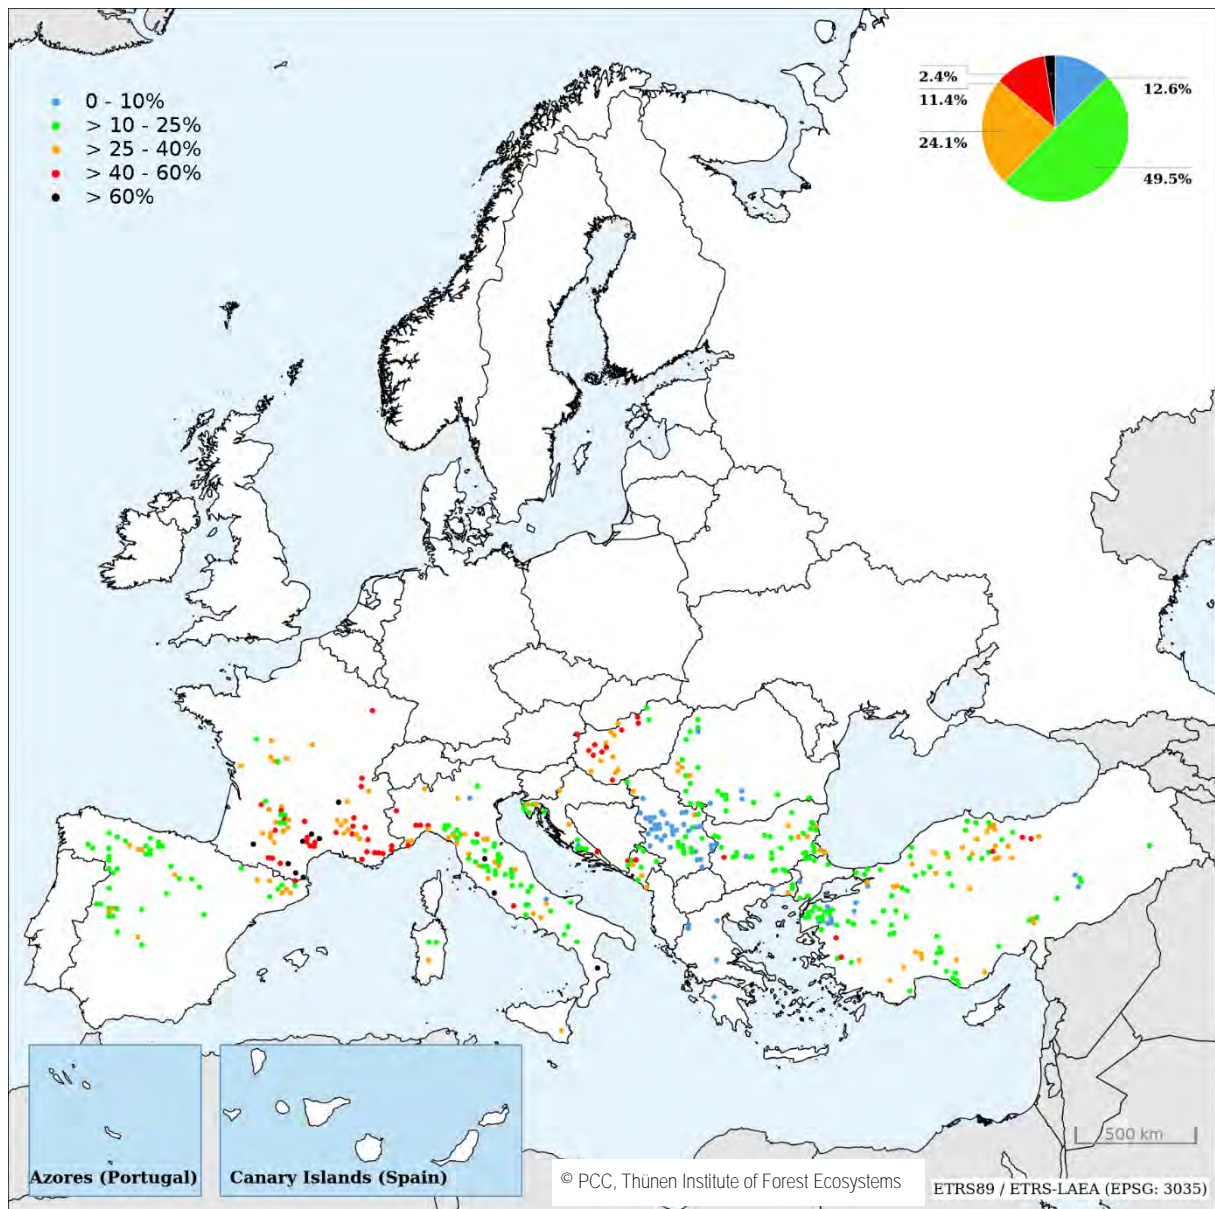 0 - 10%
> 10 - 25%
> 25 - 40%
> 40 - 60%
> 60%
2.4%
11.4%
24.1%
12.6%
49.5%
500 km
Azores (Portugal)
Canary Islands (Spain)
© PCC, Thünen Institute of Forest Ecosystems
ETRS89 / ETRS-LAEA (EPSG: 3035)